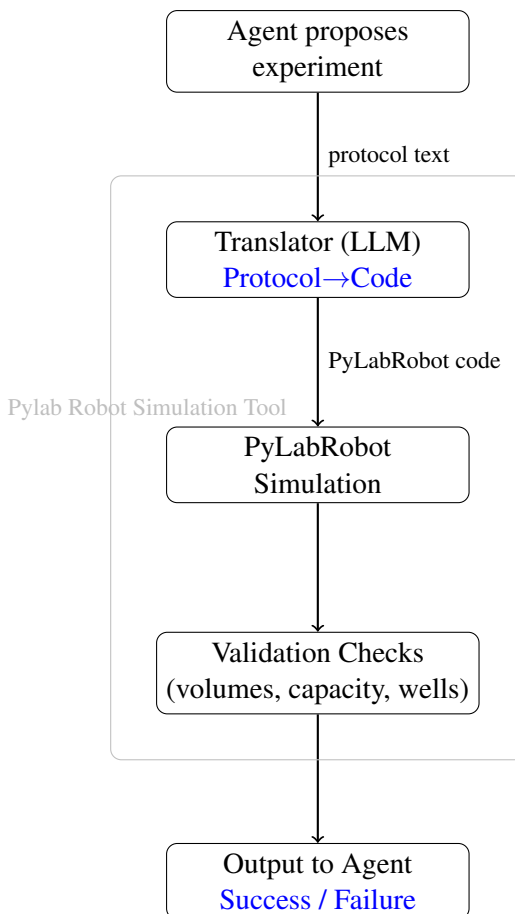 Agent proposes
experiment
protocol text
Translator (LLM)
Protocol→Code
PyLabRobot code
Pylab Robot Simulation Tool
PyLabRobot
Simulation
Validation Checks
(volumes, capacity, wells)
Output to Agent
Success / Failure